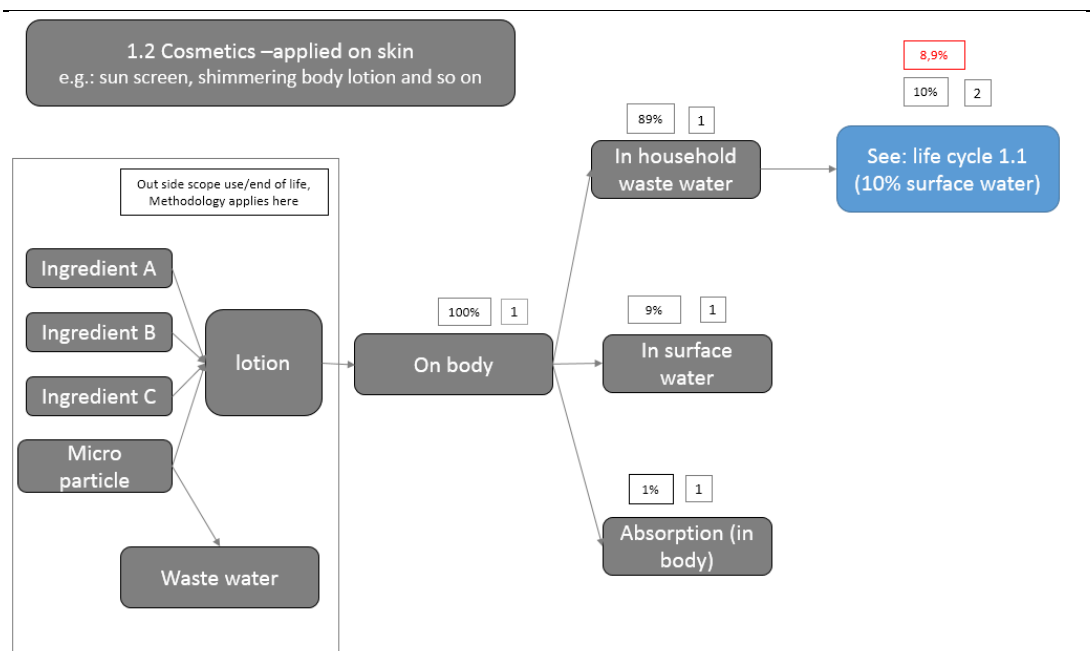 1.2 Cosmetics –applied on skin
e.g.: sun screen, shimmering body lotion and so on
8,9%
10%
2
89%
1
In household
waste water
See: life cycle 1.1
(10% surface water)
Out side scope use/end of life,
Methodology applies here
Ingredient A
Ingredient B
Ingredient C
Micro
particle
lotion
Waste water
100%
1
On body
9%
1
In surface
water
1%
1
Absorption (in
body)